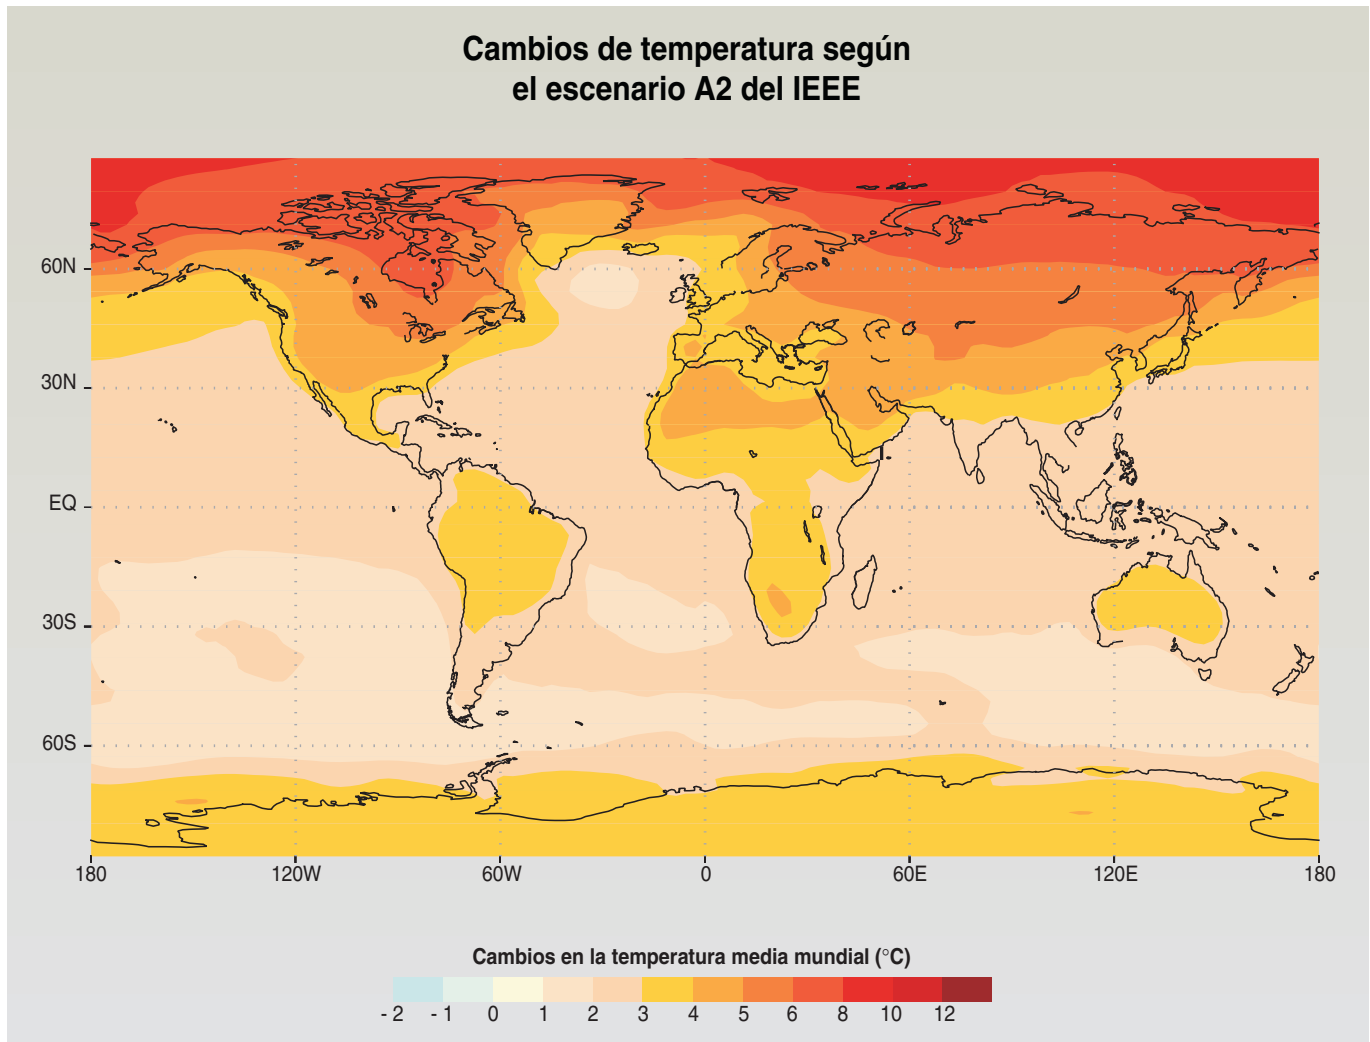 Cambios de temperatura según
el escenario A2 del IEEE
60N
30N
EQ
30S
60S
180 120W 60W 0 60E 120E 180
Cambios en la temperatura media mundial (°C)
- 2 - 1 0 1 2 3 4 5 6 8 10 12